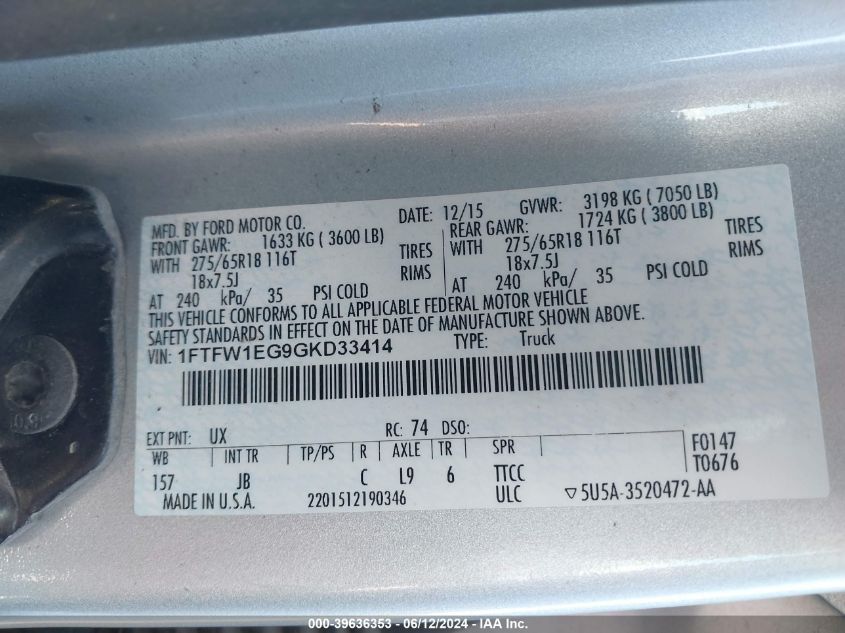 MFD. BY FORD MOTOR CO.
DATE: 12/15 GVWR: 3198 KG ( 7050 LB)
FRONT GAWR: 1633 KG ( 3600 LB)
REAR GAWR: 1724 KG ( 3800 LB)
WITH 275/65R18 116T TIRES
WITH 275/65R18 116T TIRES
18x7.5J RIMS
18x7.5J RIMS
AT 240 kPa/ 35 PSI COLD
AT 240 kPa/ 35 PSI COLD
THIS VEHICLE CONFORMS TO ALL APPLICABLE FEDERAL MOTOR VEHICLE
SAFETY STANDARDS IN EFFECT ON THE DATE OF MANUFACTURE SHOWN ABOVE.
VIN: 1FTFW1EG9GKD33414 TYPE: Truck
EXT PNT: UX RC: 74 DSO:
WB INT TR TP/PS R AXLE TR SPR F0147
157 JB C L9 6 TTCC T0676
MADE IN U.S.A. 2201512190346 ULC 5U5A-3520472-AA
000-39636353 - 06/12/2024 - IAA Inc.